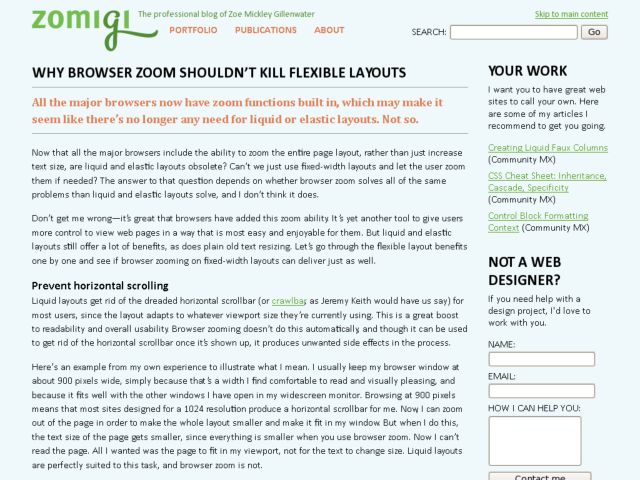 zomigi
The professional blog of Zoe Mickley Gillenwater
Skip to main content
PORTFOLIO PUBLICATIONS ABOUT
SEARCH: Go
WHY BROWSER ZOOM SHOULDN'T KILL FLEXIBLE LAYOUTS
All the major browsers now have zoom functions built in, which may make it
seem like there's no longer any need for liquid or elastic layouts. Not so.
Now that all the major browsers include the ability to zoom the entire page layout, rather than just increase
text size, are liquid and elastic layouts obsolete? Can't we just use fixed-width layouts and let the user zoom
them if needed? The answer to that question depends on whether browser zoom solves all of the same
problems than liquid and elastic layouts solve, and I don't think it does.
Don't get me wrong—it's great that browsers have added this zoom ability. It's yet another tool to give users
more control to view web pages in a way that is most easy and enjoyable for them. But liquid and elastic
layouts still offer a lot of benefits, as does plain old text resizing. Let's go through the flexible layout benefits
one by one and see if browser zooming on fixed-width layouts can deliver just as well.
Prevent horizontal scrolling
Liquid layouts get rid of the dreaded horizontal scrollbar (or crawlbar, as Jeremy Keith would have us say) for
most users, since the layout adapts to whatever viewport size they're currently using. This is a great boost
to readability and overall usability. Browser zooming doesn't do this automatically, and though it can be used
to get rid of the horizontal scrollbar once it's shown up, it produces unwanted side effects in the process.
Here's an example from my own experience to illustrate what I mean. I usually keep my browser window at
about 900 pixels wide, simply because that's a width I find comfortable to read and visually pleasing, and
because it fits well with the other windows I have open in my widescreen monitor. Browsing at 900 pixels
means that most sites designed for a 1024 resolution produce a horizontal scrollbar for me. Now, I can zoom
out of the page in order to make the whole layout smaller and make it fit in my window. But when I do this,
the text size of the page gets smaller, since everything is smaller when you use browser zoom. Now I can't
read the page. All I wanted was the page to fit in my viewport, not for the text to change size. Liquid layouts
are perfectly suited to this task, and browser zoom is not.
YOUR WORK
I want you to have great web
sites to call your own. Here
are some of my articles I
recommend to get you going.
Creating Liquid Faux Columns
(Community MX)
CSS Cheat Sheet: Inheritance,
Cascade, Specificity
(Community MX)
Control Block Formatting
Context (Community MX)
NOT A WEB
DESIGNER?
If you need help with a
design project, I'd love to
work with you.
NAME:
EMAIL:
HOW I CAN HELP YOU:
Contact me